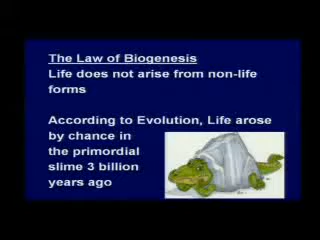 The Law of Biogenesis
Life does not arise from non-life
forms
According to Evolution, Life arose
by chance in
the primordial
slime 3 billion
years ago